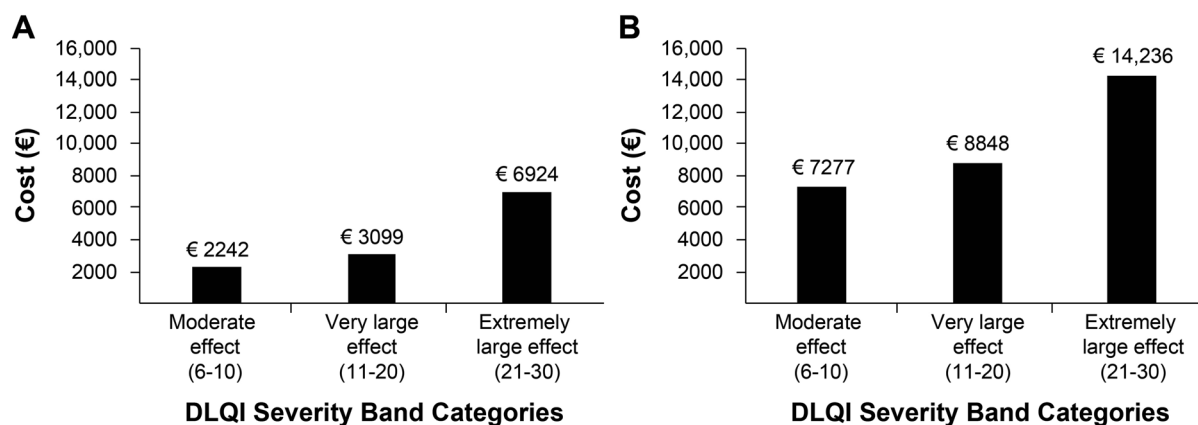 A
Cost (€)
16,000
14,000
12,000
10,000
8000
6000
4000
2000
€ 2242
€ 3099
€ 6924
Moderate
effect
(6-10)
Very large
effect
(11-20)
Extremely
large effect
(21-30)
DLQI Severity Band Categories
B
Cost (€)
16,000
14,000
12,000
10,000
8000
6000
4000
2000
€ 7277
€ 8848
€ 14,236
Moderate
effect
(6-10)
Very large
effect
(11-20)
Extremely
large effect
(21-30)
DLQI Severity Band Categories